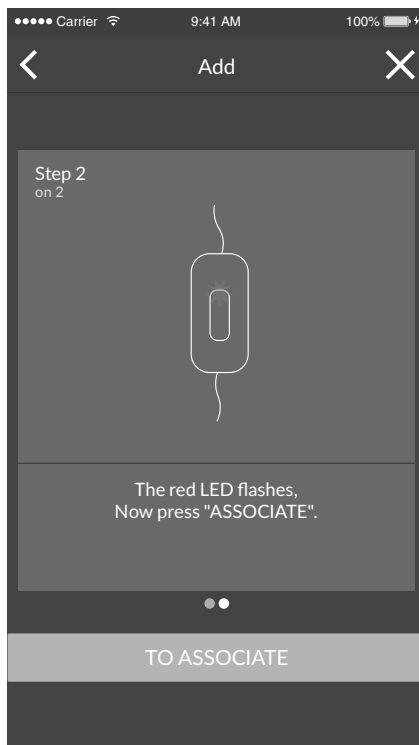 Carrier 9:41 AM 100%
Add
Step 2
on 2
The red LED flashes,
Now press "ASSOCIATE".
TO ASSOCIATE